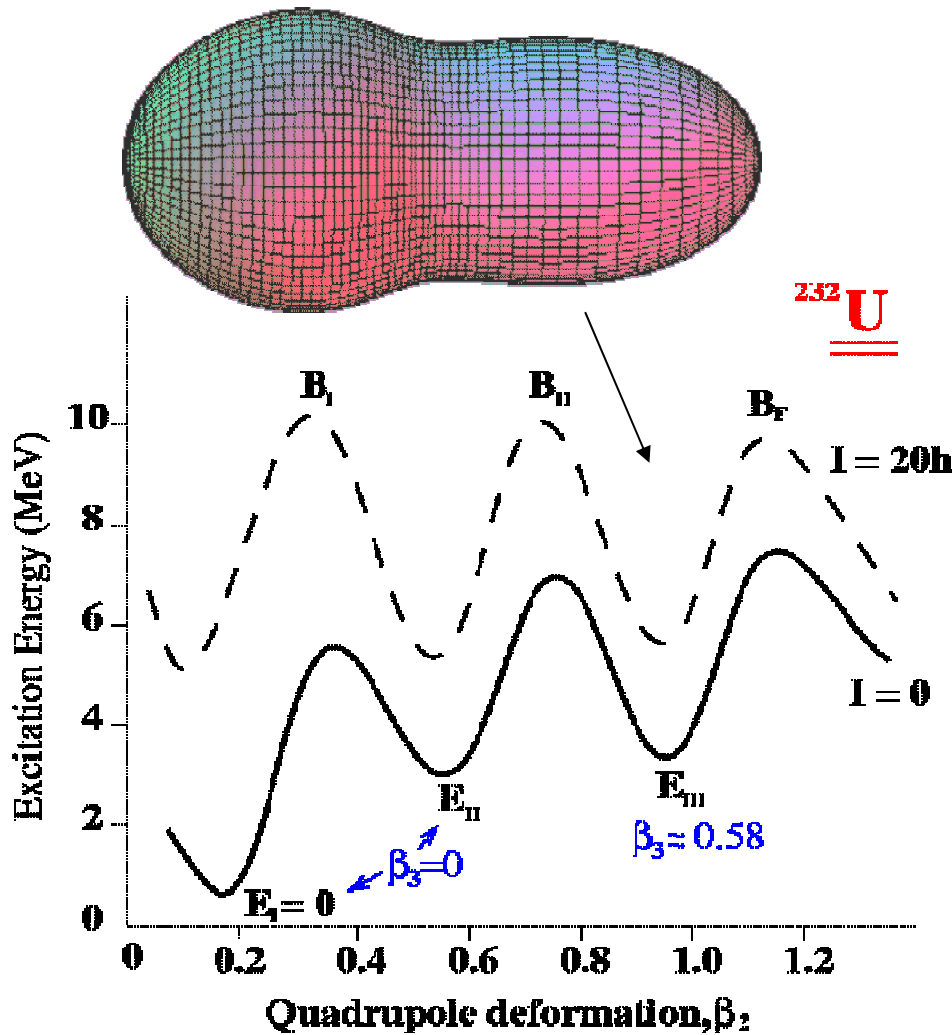 ²³²U
B_I
B_II
B_F
I = 20h
10
8
6
4
2
0
Excitation Energy (MeV)
I = 0
E_II
E_III
β₃ = 0.58
β₃=0
E_I = 0
0
0.2
0.4
0.6
0.8
1.0
1.2
Quadrupole deformation,β₂